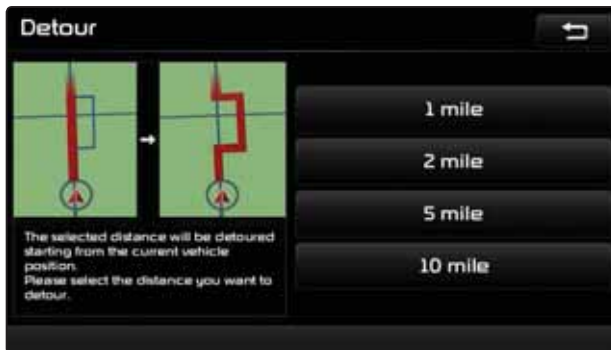 Detour
The selected distance will be detoured
starting from the current vehicle
position.
Please select the distance you want to
detour.
1 mile
2 mile
5 mile
10 mile